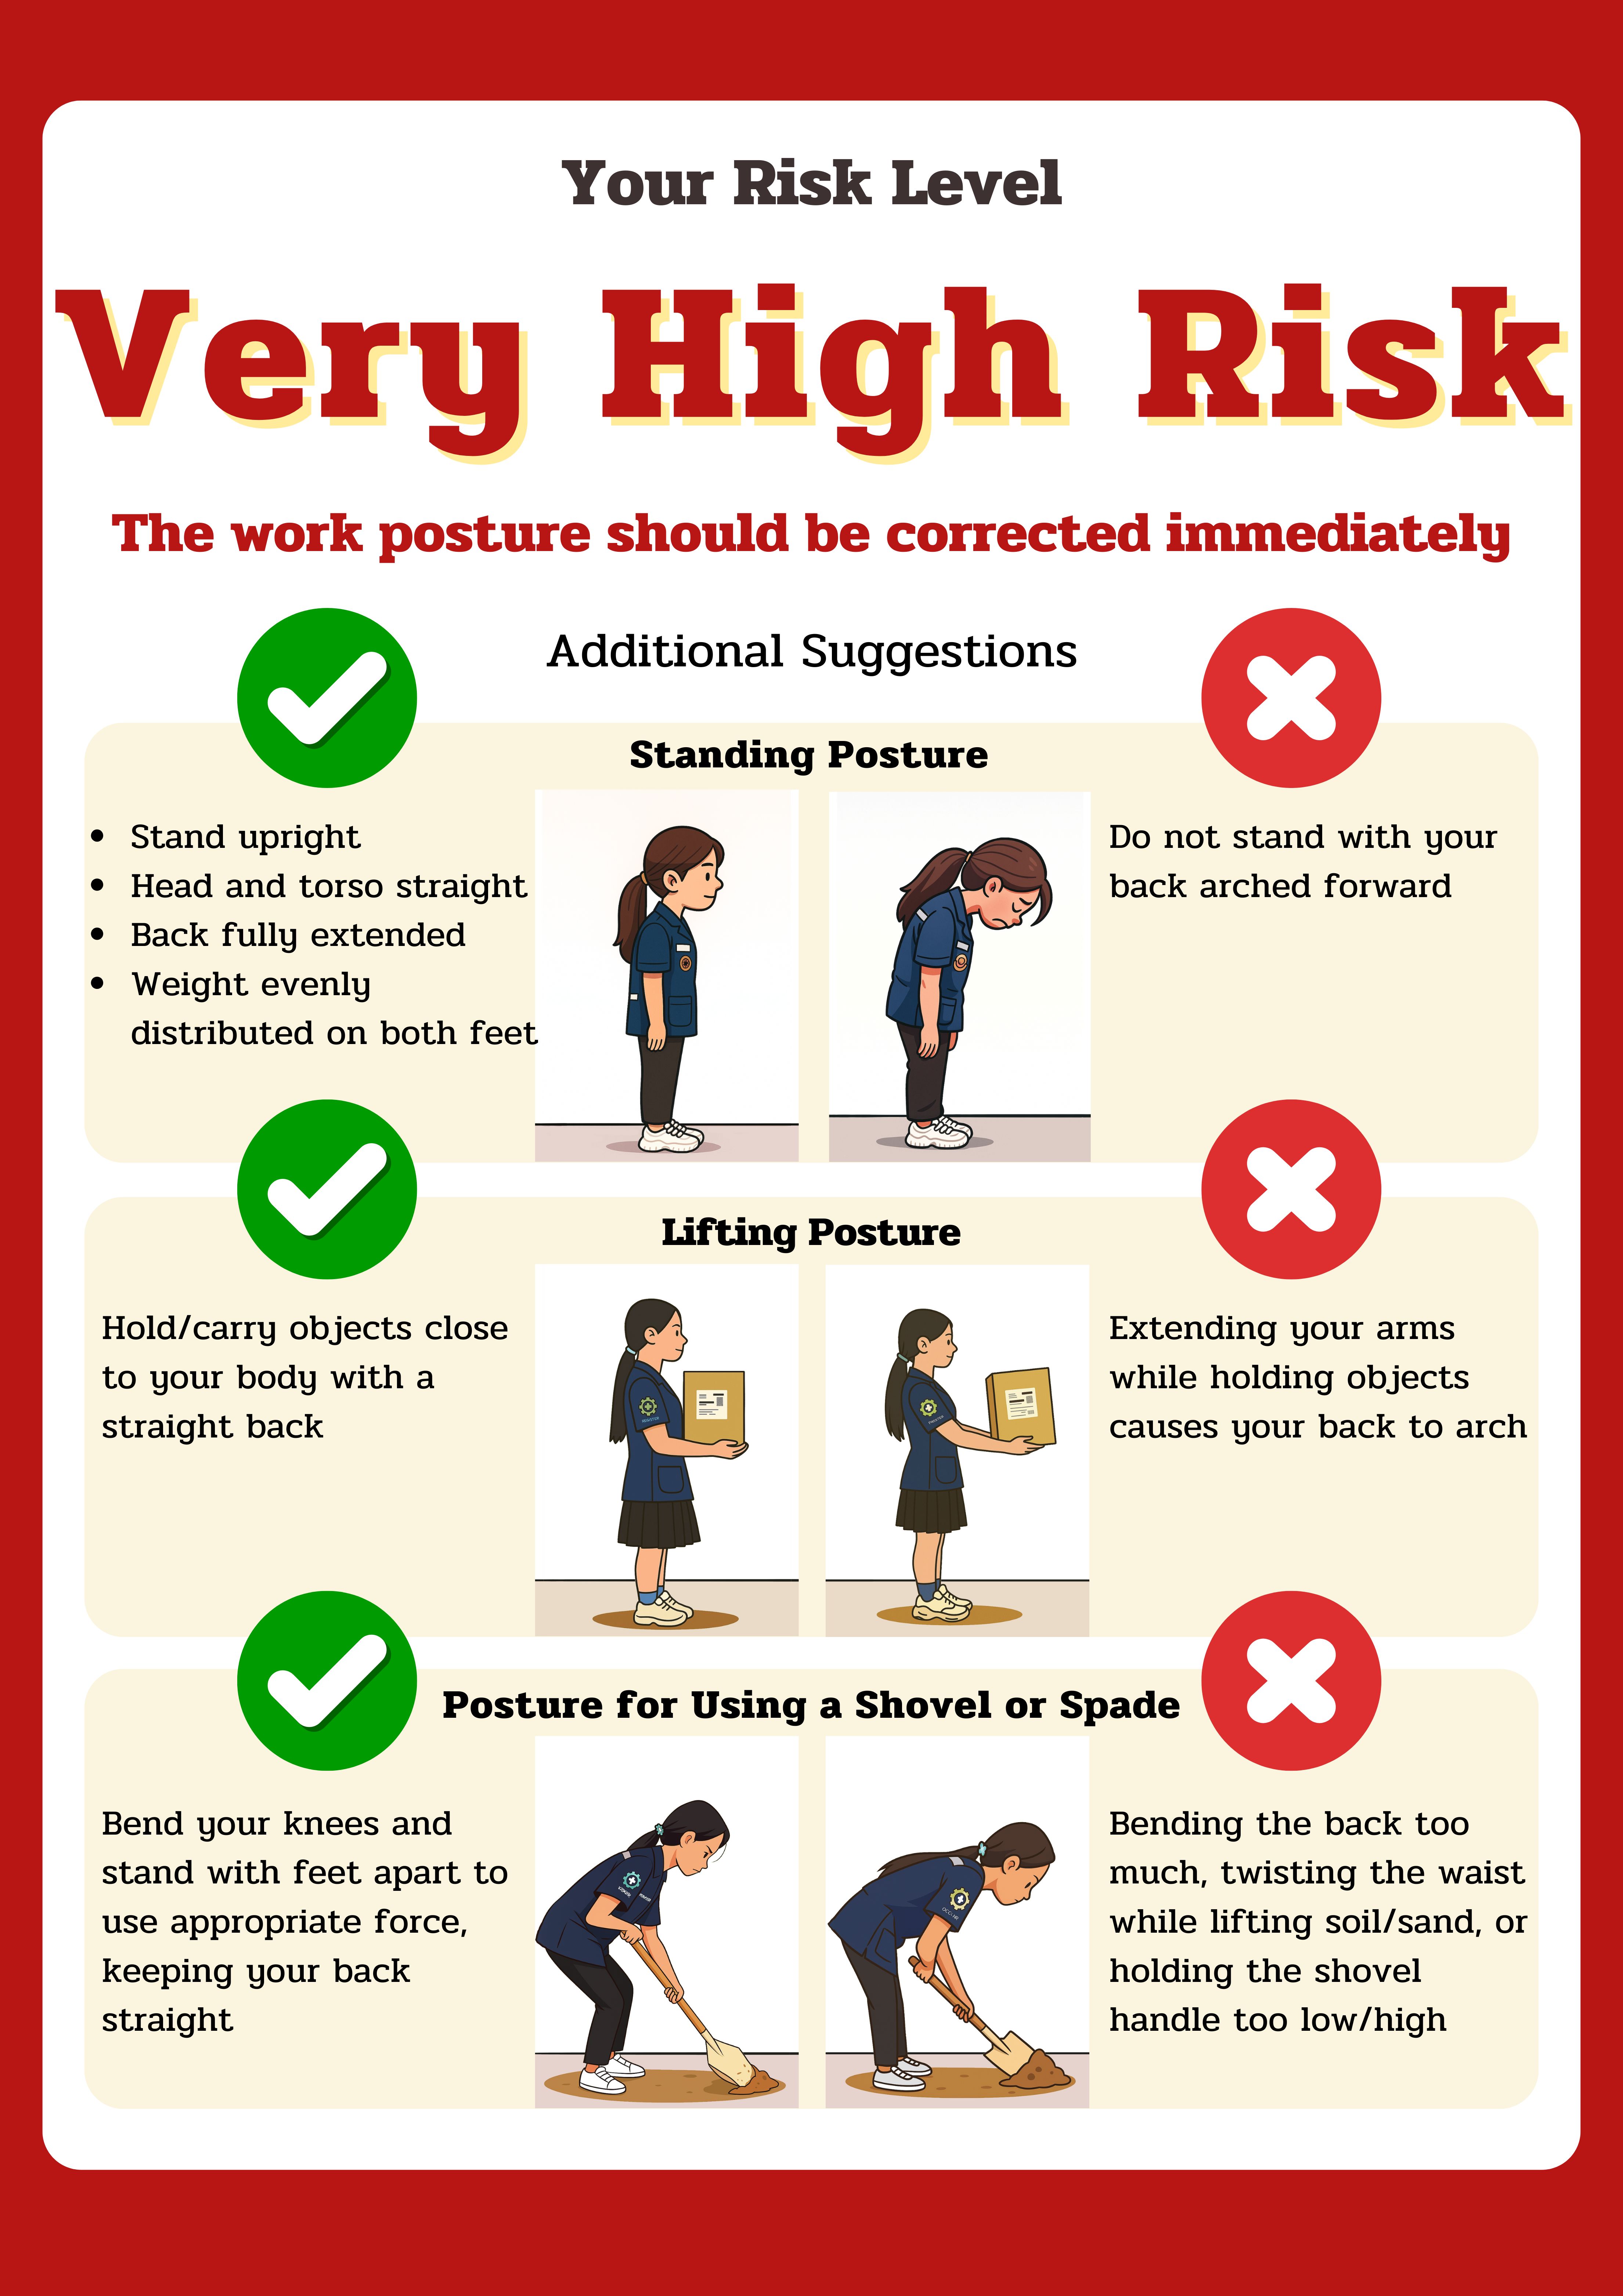 Your Risk Level
Very High Risk
The work posture should be corrected immediately
Additional Suggestions
Standing Posture
• Stand upright
• Head and torso straight
• Back fully extended
• Weight evenly
distributed on both feet
Do not stand with your
back arched forward
Lifting Posture
Hold/carry objects close
to your body with a
straight back
Extending your arms
while holding objects
causes your back to arch
Posture for Using a Shovel or Spade
Bend your knees and
stand with feet apart to
use appropriate force,
keeping your back
straight
Bending the back too
much, twisting the waist
while lifting soil/sand, or
holding the shovel
handle too low/high